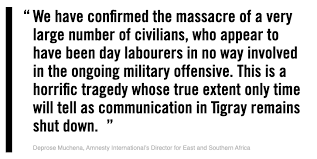 “ We have confirmed the massacre of a very
large number of civilians, who appear to
have been day labourers in no way involved
in the ongoing military offensive. This is a
horrific tragedy whose true extent only time
will tell as communication in Tigray remains
shut down. ”
Deprose Muchena, Amnesty International's Director for East and Southern Africa